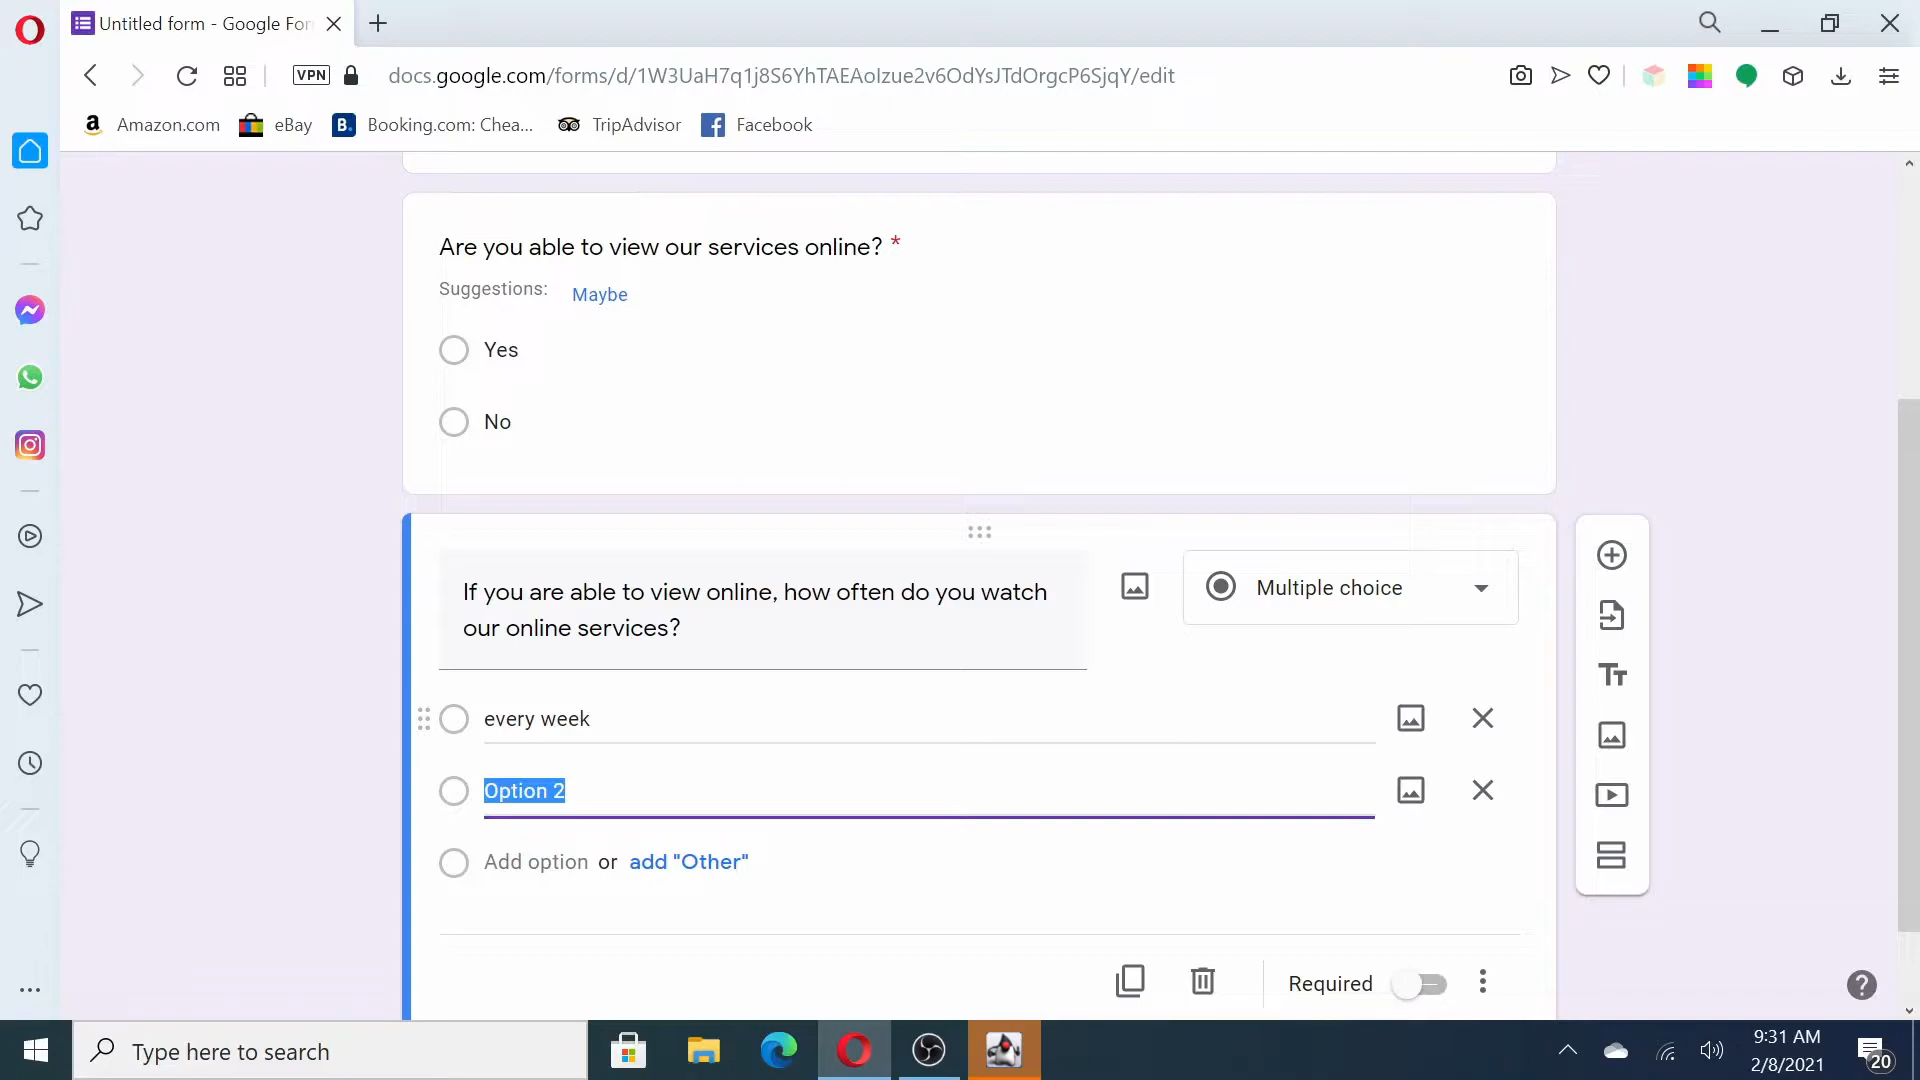 Untitled form - Google For
VPN
docs.google.com/forms/d/1W3UaH7q1j8S6YhTAEAoIzue2v6OdYsJTdOrgcP6SjqY/edit
Amazon.com
eBay
B.
Booking.com: Chea...
TripAdvisor
Facebook
Are you able to view our services online? *
Suggestions:
Maybe
Yes
No
If you are able to view online, how often do you watch
our online services?
Multiple choice
every week
Option 2
Add option or add "Other"
Required
Type here to search
9:31 AM
2/8/2021
20